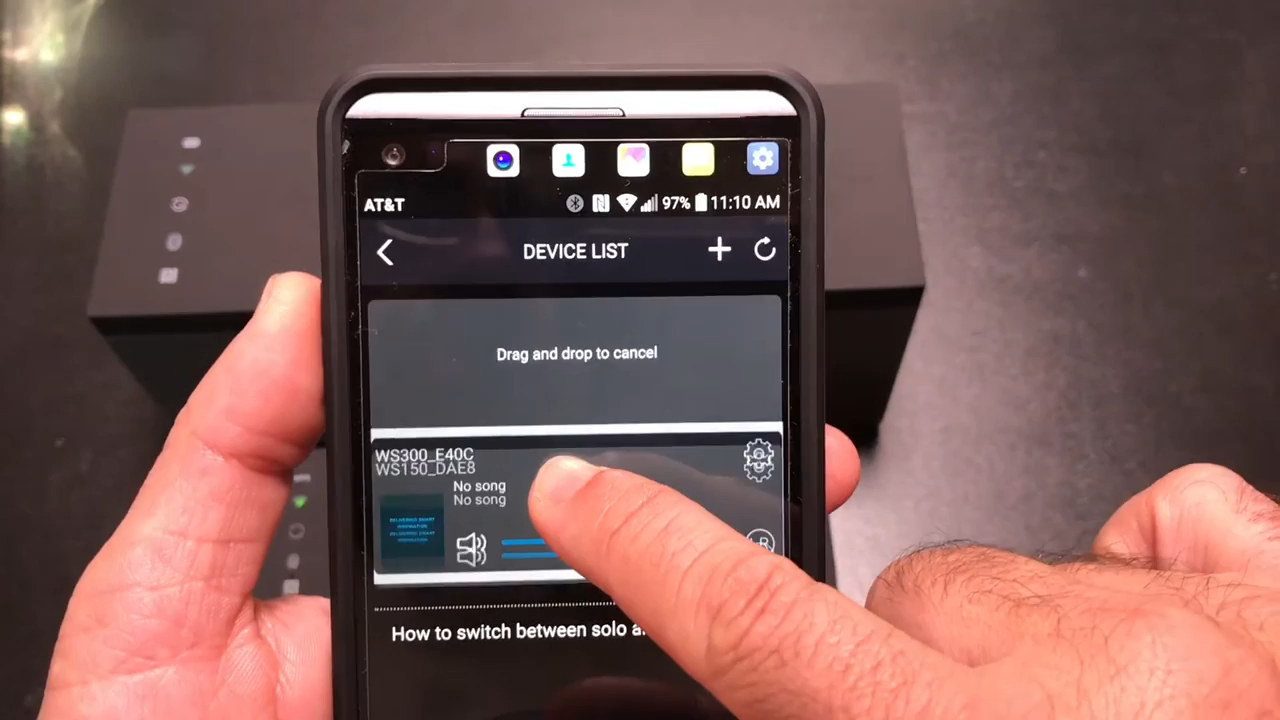 AT&T 97% 11:10 AM
DEVICE LIST
Drag and drop to cancel
WS300_E40C
WS150_DAE8
No song
No song
R
How to switch between solo a